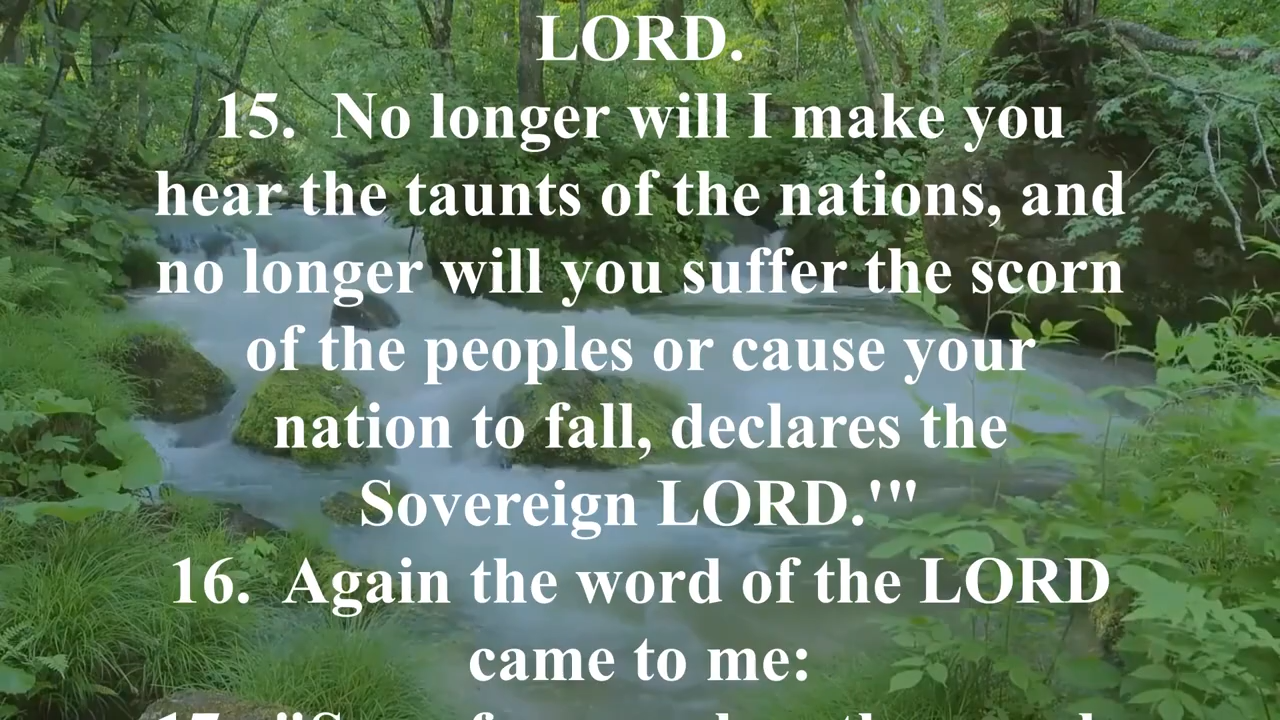 LORD.
15. No longer will I make you
hear the taunts of the nations, and
no longer will you suffer the scorn
of the peoples or cause your
nation to fall, declares the
Sovereign LORD.'"
16. Again the word of the LORD
came to me: